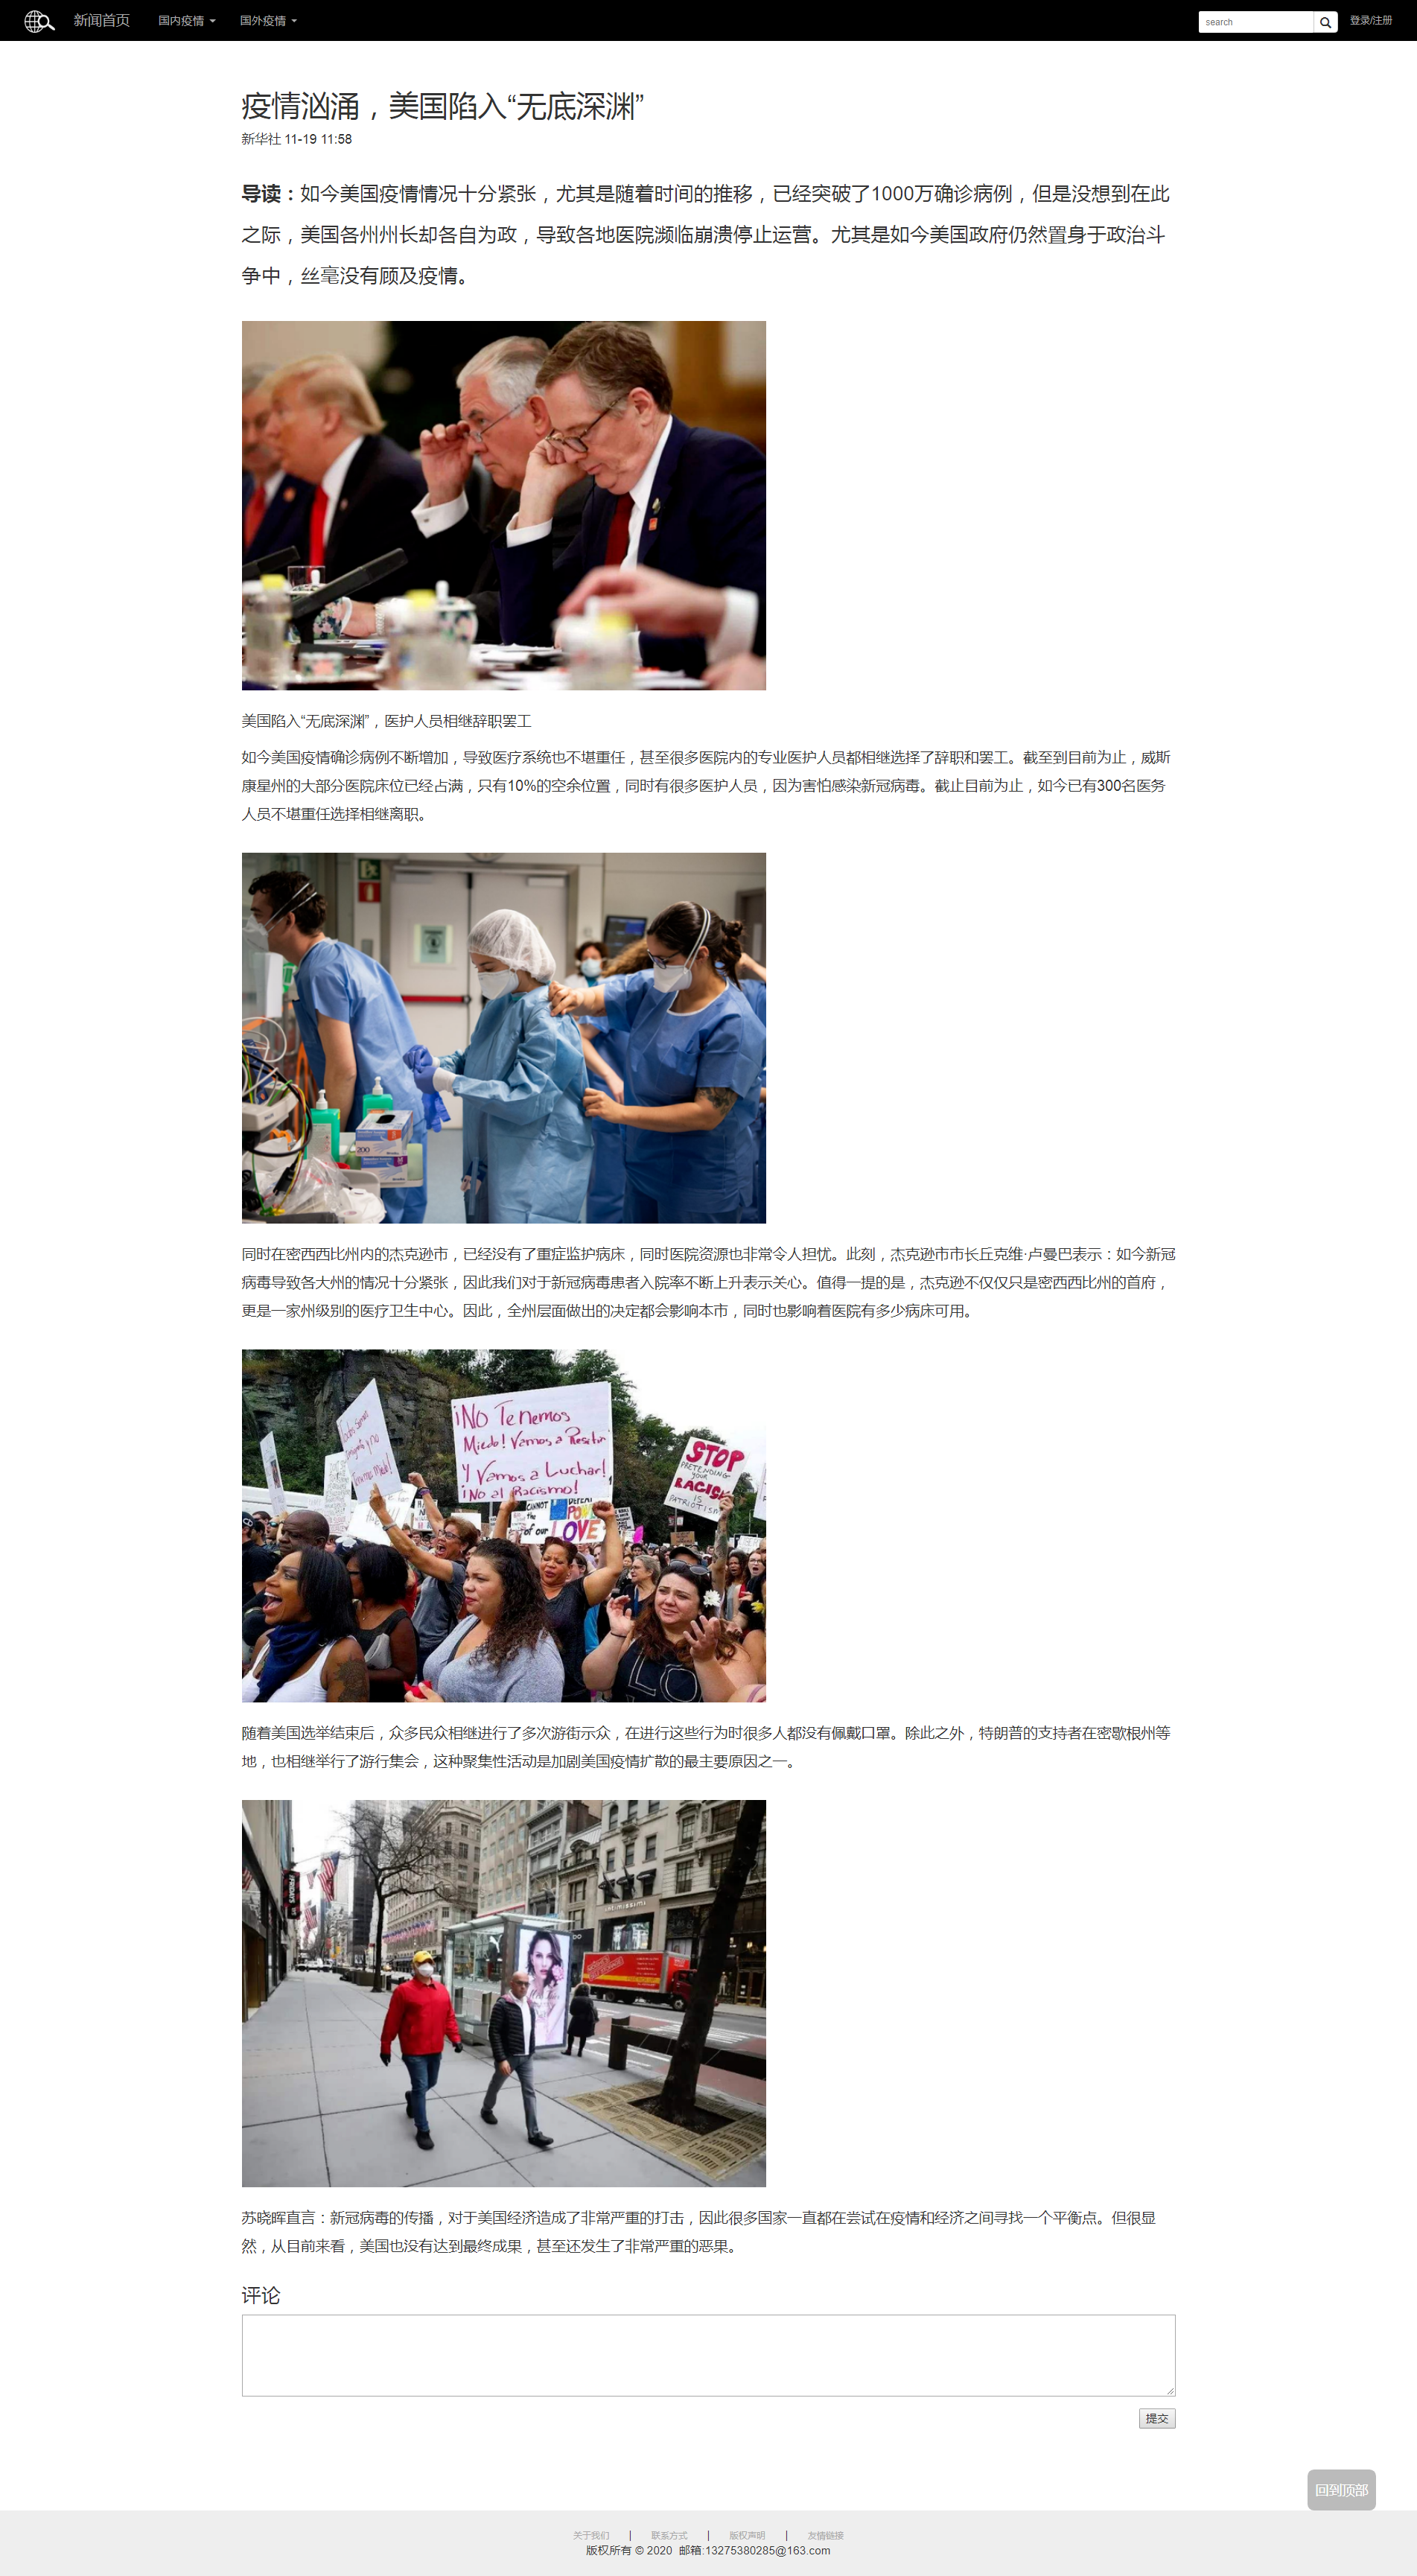 新闻首页 国内疫情 国外疫情 search 登录/注册
疫情汹涌，美国陷入“无底深渊”
新华社 11-19 11:58
导读：如今美国疫情情况十分紧张，尤其是随着时间的推移，已经突破了1000万确诊病例，但是没想到在此
之际，美国各州州长却各自为政，导致各地医院濒临崩溃停止运营。尤其是如今美国政府仍然置身于政治斗
争中，丝毫没有顾及疫情。
美国陷入“无底深渊”，医护人员相继辞职罢工
如今美国疫情确诊病例不断增加，导致医疗系统也不堪重任，甚至很多医院内的专业医护人员都相继选择了辞职和罢工。截至到目前为止，威斯
康星州的大部分医院床位已经占满，只有10%的空余位置，同时有很多医护人员，因为害怕感染新冠病毒。截止目前为止，如今已有300名医务
人员不堪重任选择相继离职。
200
同时在密西西比州内的杰克逊市，已经没有了重症监护病床，同时医院资源也非常令人担忧。此刻，杰克逊市市长丘克维·卢曼巴表示：如今新冠
病毒导致各大州的情况十分紧张，因此我们对于新冠病毒患者入院率不断上升表示关心。值得一提的是，杰克逊不仅仅只是密西西比州的首府，
更是一家州级别的医疗卫生中心。因此，全州层面做出的决定都会影响本市，同时也影响着医院有多少病床可用。
¡NO Tenemos
Miedo! Vamos a Resistir
Y Vamos a Luchar!
¡No al Racismo!
STOP
PRETENDING
YOUR
RACISM
IS
PATRIOTISM
CANNOT
the
of our
DEFEAT
POWER
LOVE
LO
随着美国选举结束后，众多民众相继进行了多次游街示众，在进行这些行为时很多人都没有佩戴口罩。除此之外，特朗普的支持者在密歇根州等
地，也相继举行了游行集会，这种聚集性活动是加剧美国疫情扩散的最主要原因之一。
FRIDAYS
苏晓晖直言：新冠病毒的传播，对于美国经济造成了非常严重的打击，因此很多国家一直都在尝试在疫情和经济之间寻找一个平衡点。但很显
然，从目前来看，美国也没有达到最终成果，甚至还发生了非常严重的恶果。
评论
提交
回到顶部
关于我们 | 联系方式 | 版权声明 | 友情链接
版权所有 © 2020 邮箱:13275380285@163.com